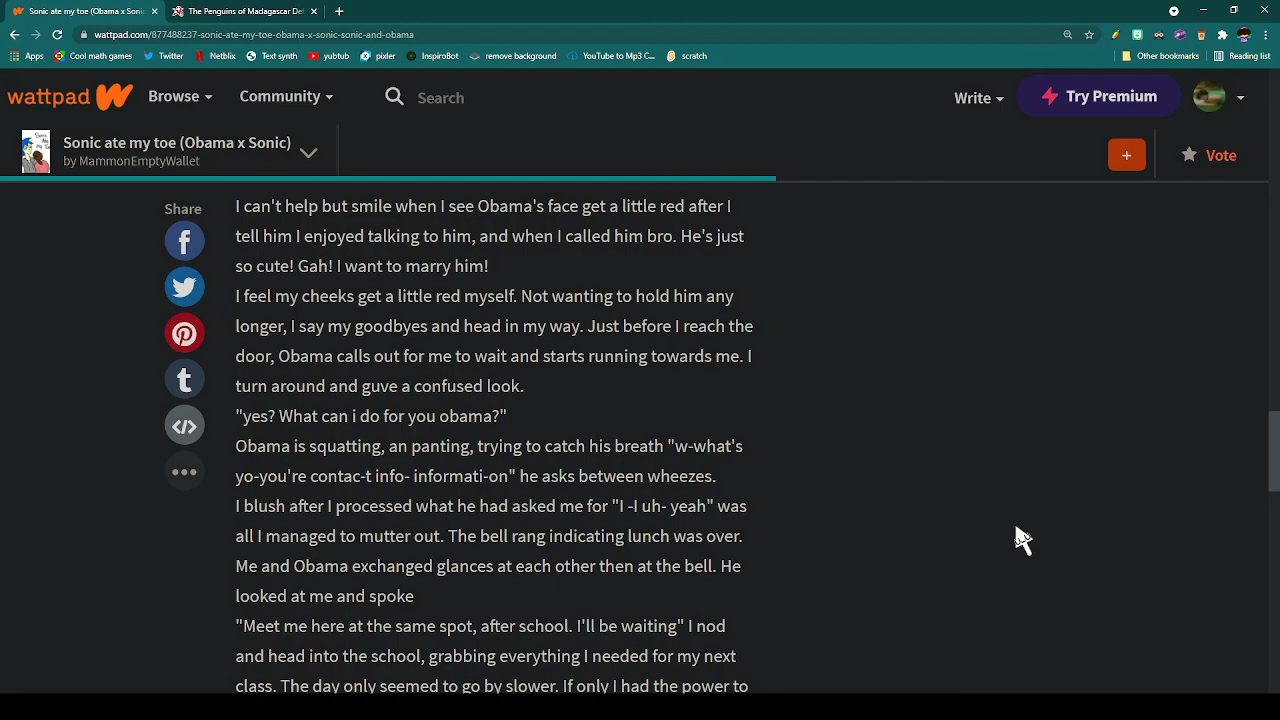 Sonic ate my toe (Obama x Sonic)
The Penguins of Madagascar De
wattpad.com/877488237-sonic-ate-my-toe-obama-x-sonic-sonic-and-obama
Apps
Cool math games
Twitter
Netblix
Text synth
yubtub
pixler
InspiroBot
remove background
YouTube to Mp3 C...
scratch
Other bookmarks
Reading list
wattpad
Browse
Community
Search
Write
Try Premium
Sonic ate my toe (Obama x Sonic)
by MammonEmptyWallet
+
Vote
Share
I can't help but smile when I see Obama's face get a little red after I
tell him I enjoyed talking to him, and when I called him bro. He's just
so cute! Gah! I want to marry him!
I feel my cheeks get a little red myself. Not wanting to hold him any
longer, I say my goodbyes and head in my way. Just before I reach the
door, Obama calls out for me to wait and starts running towards me. I
turn around and guve a confused look.
"yes? What can i do for you obama?"
Obama is squatting, an panting, trying to catch his breath "w-what's
yo-you're contac-t info- informati-on" he asks between wheezes.
I blush after I processed what he had asked me for "I -I uh- yeah" was
all I managed to mutter out. The bell rang indicating lunch was over.
Me and Obama exchanged glances at each other then at the bell. He
looked at me and spoke
"Meet me here at the same spot, after school. I'll be waiting" I nod
and head into the school, grabbing everything I needed for my next
class. The day only seemed to go by slower. If only I had the power to